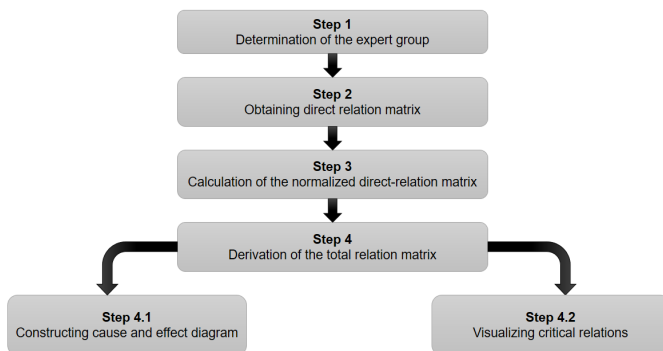 Step 1
Determination of the expert group
Step 2
Obtaining direct relation matrix
Step 3
Calculation of the normalized direct-relation matrix
Step 4
Derivation of the total relation matrix
Step 4.1
Constructing cause and effect diagram
Step 4.2
Visualizing critical relations